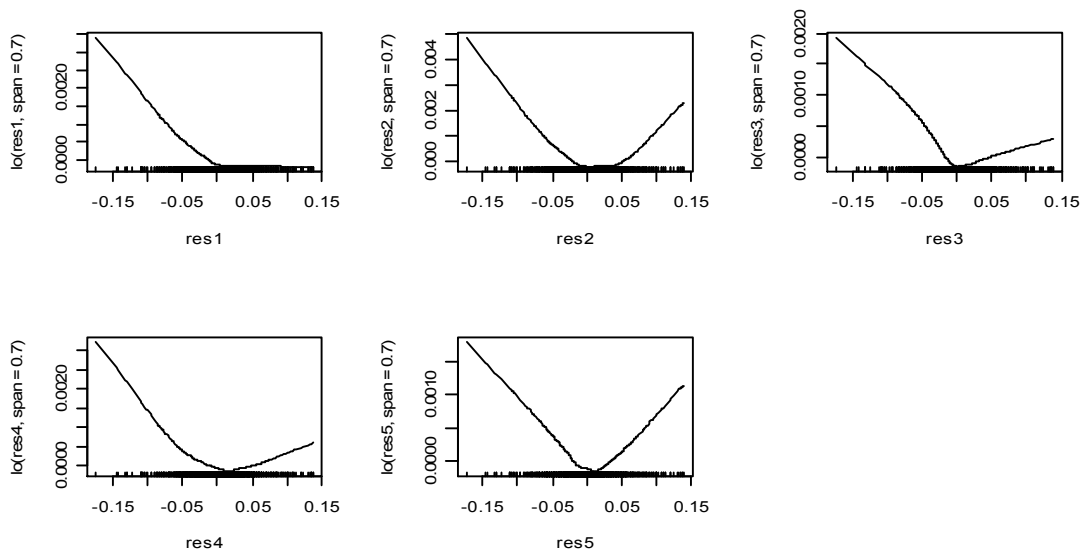 lo(res1, span = 0.7)
0.0020
0.0000
-0.15 -0.05 0.05 0.15
res1
lo(res2, span = 0.7)
0.004
0.002
0.000
-0.15 -0.05 0.05 0.15
res2
lo(res3, span = 0.7)
0.0020
0.0010
0.0000
-0.15 -0.05 0.05 0.15
res3
lo(res4, span = 0.7)
0.0020
0.0000
-0.15 -0.05 0.05 0.15
res4
lo(res5, span = 0.7)
0.0010
0.0000
-0.15 -0.05 0.05 0.15
res5